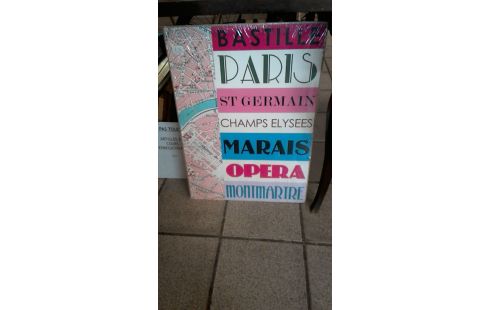 BASTILLE
PARIS
ST GERMAIN
CHAMPS ELYSEES
MARAIS
OPERA
MONTMARTRE